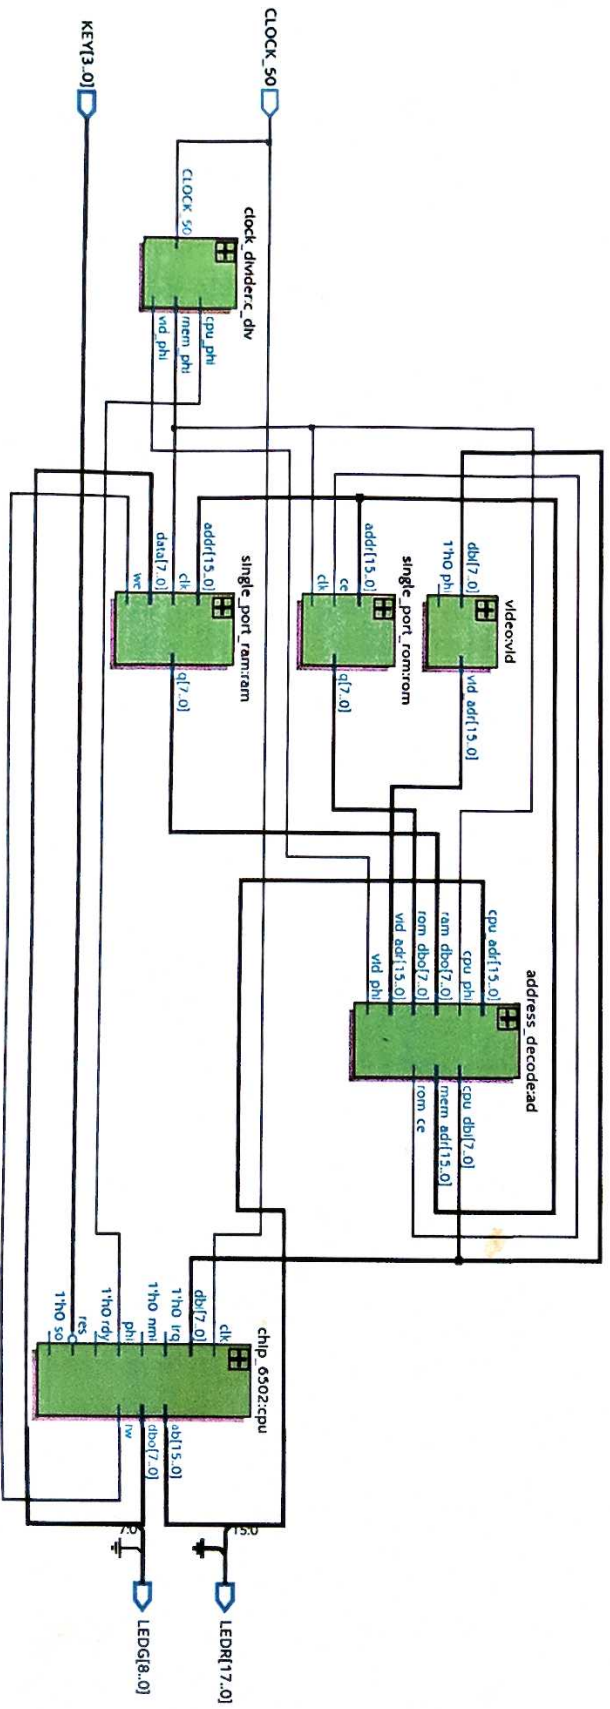 CLOCK_50
KEY[3..0]
clock_divider:c_div
CLOCK_50
cpu_phi
mem_phi
vid_phi
video:vid
dbi[7..0]
1'h0 phi
vid_adr[15..0]
single_port_rom:rom
addr[15..0]
ce
clk
q[7..0]
single_port_ram:ram
addr[15..0]
clk
data[7..0]
we
q[7..0]
address_decode:ad
cpu_adr[15..0]
cpu_phi
ram_dbo[7..0]
rom_dbo[7..0]
vid_adr[15..0]
vid_phi
cpu_dbi[7..0]
mem_adr[15..0]
rom_ce
chip_6502:cpu
clk
dbi[7..0]
1'h0 irq
1'h0 nmi
phi
1'h0 rdy
res
1'h0 so
ab[15..0]
dbo[7..0]
rw
15:0
7:0
LEDR[17..0]
LEDG[8..0]